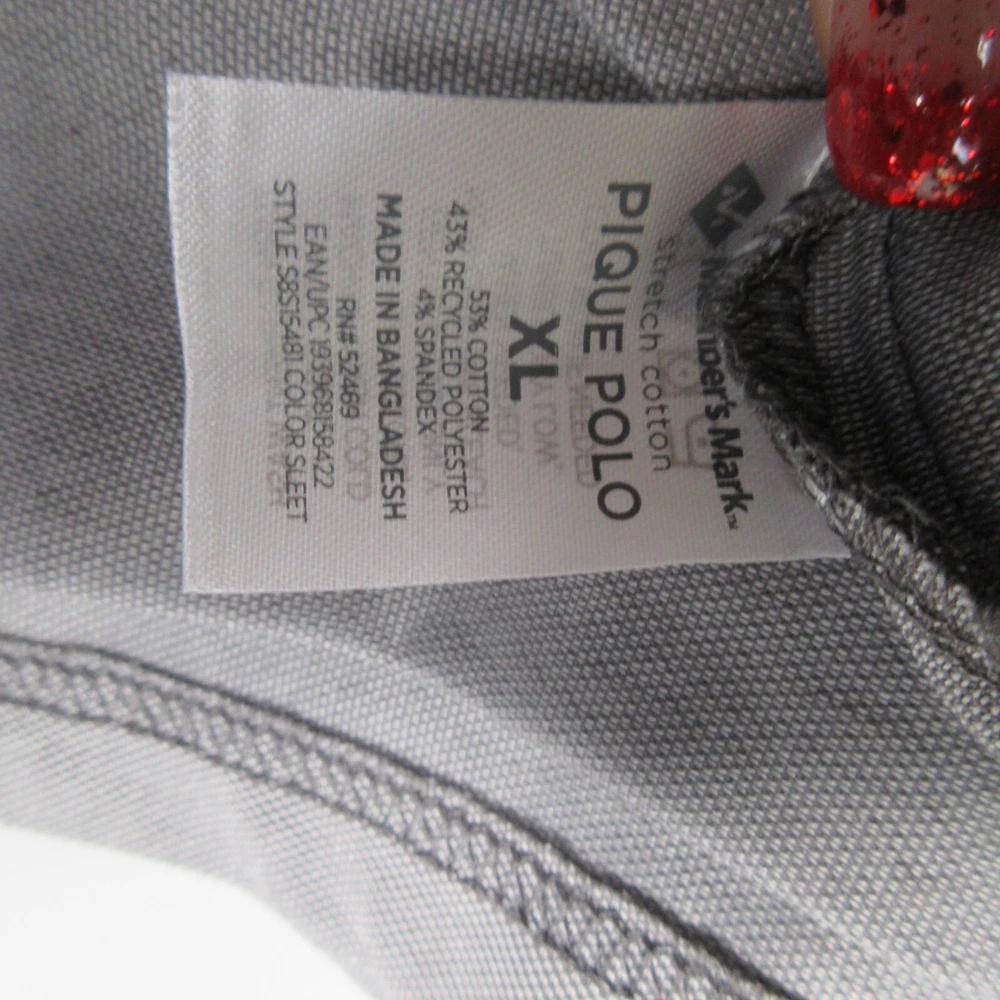 Member's Mark™
stretch cotton
PIQUE POLO
XL
53% COTTON
43% RECYCLED POLYESTER
4% SPANDEX
MADE IN BANGLADESH
RN# 52469
EAN/UPC 193968158422
STYLE S8S15481 COLOR SLEET